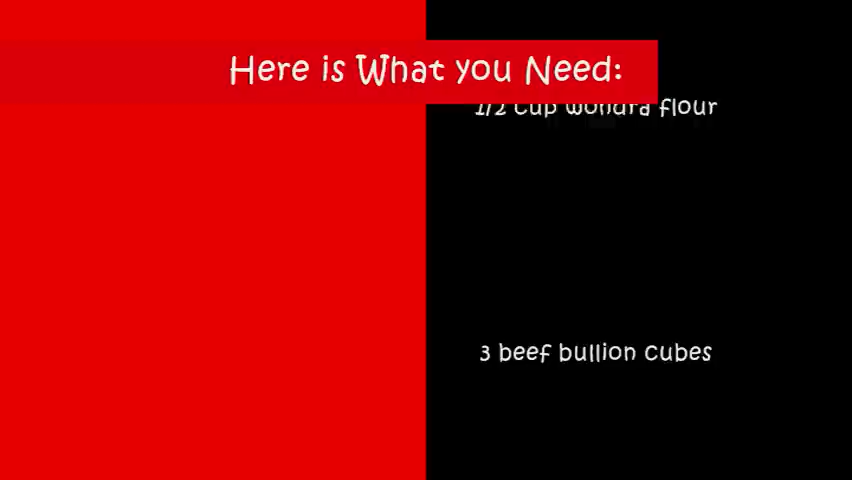 Here is What you Need:
1/2 cup wondra flour
3 beef bullion cubes